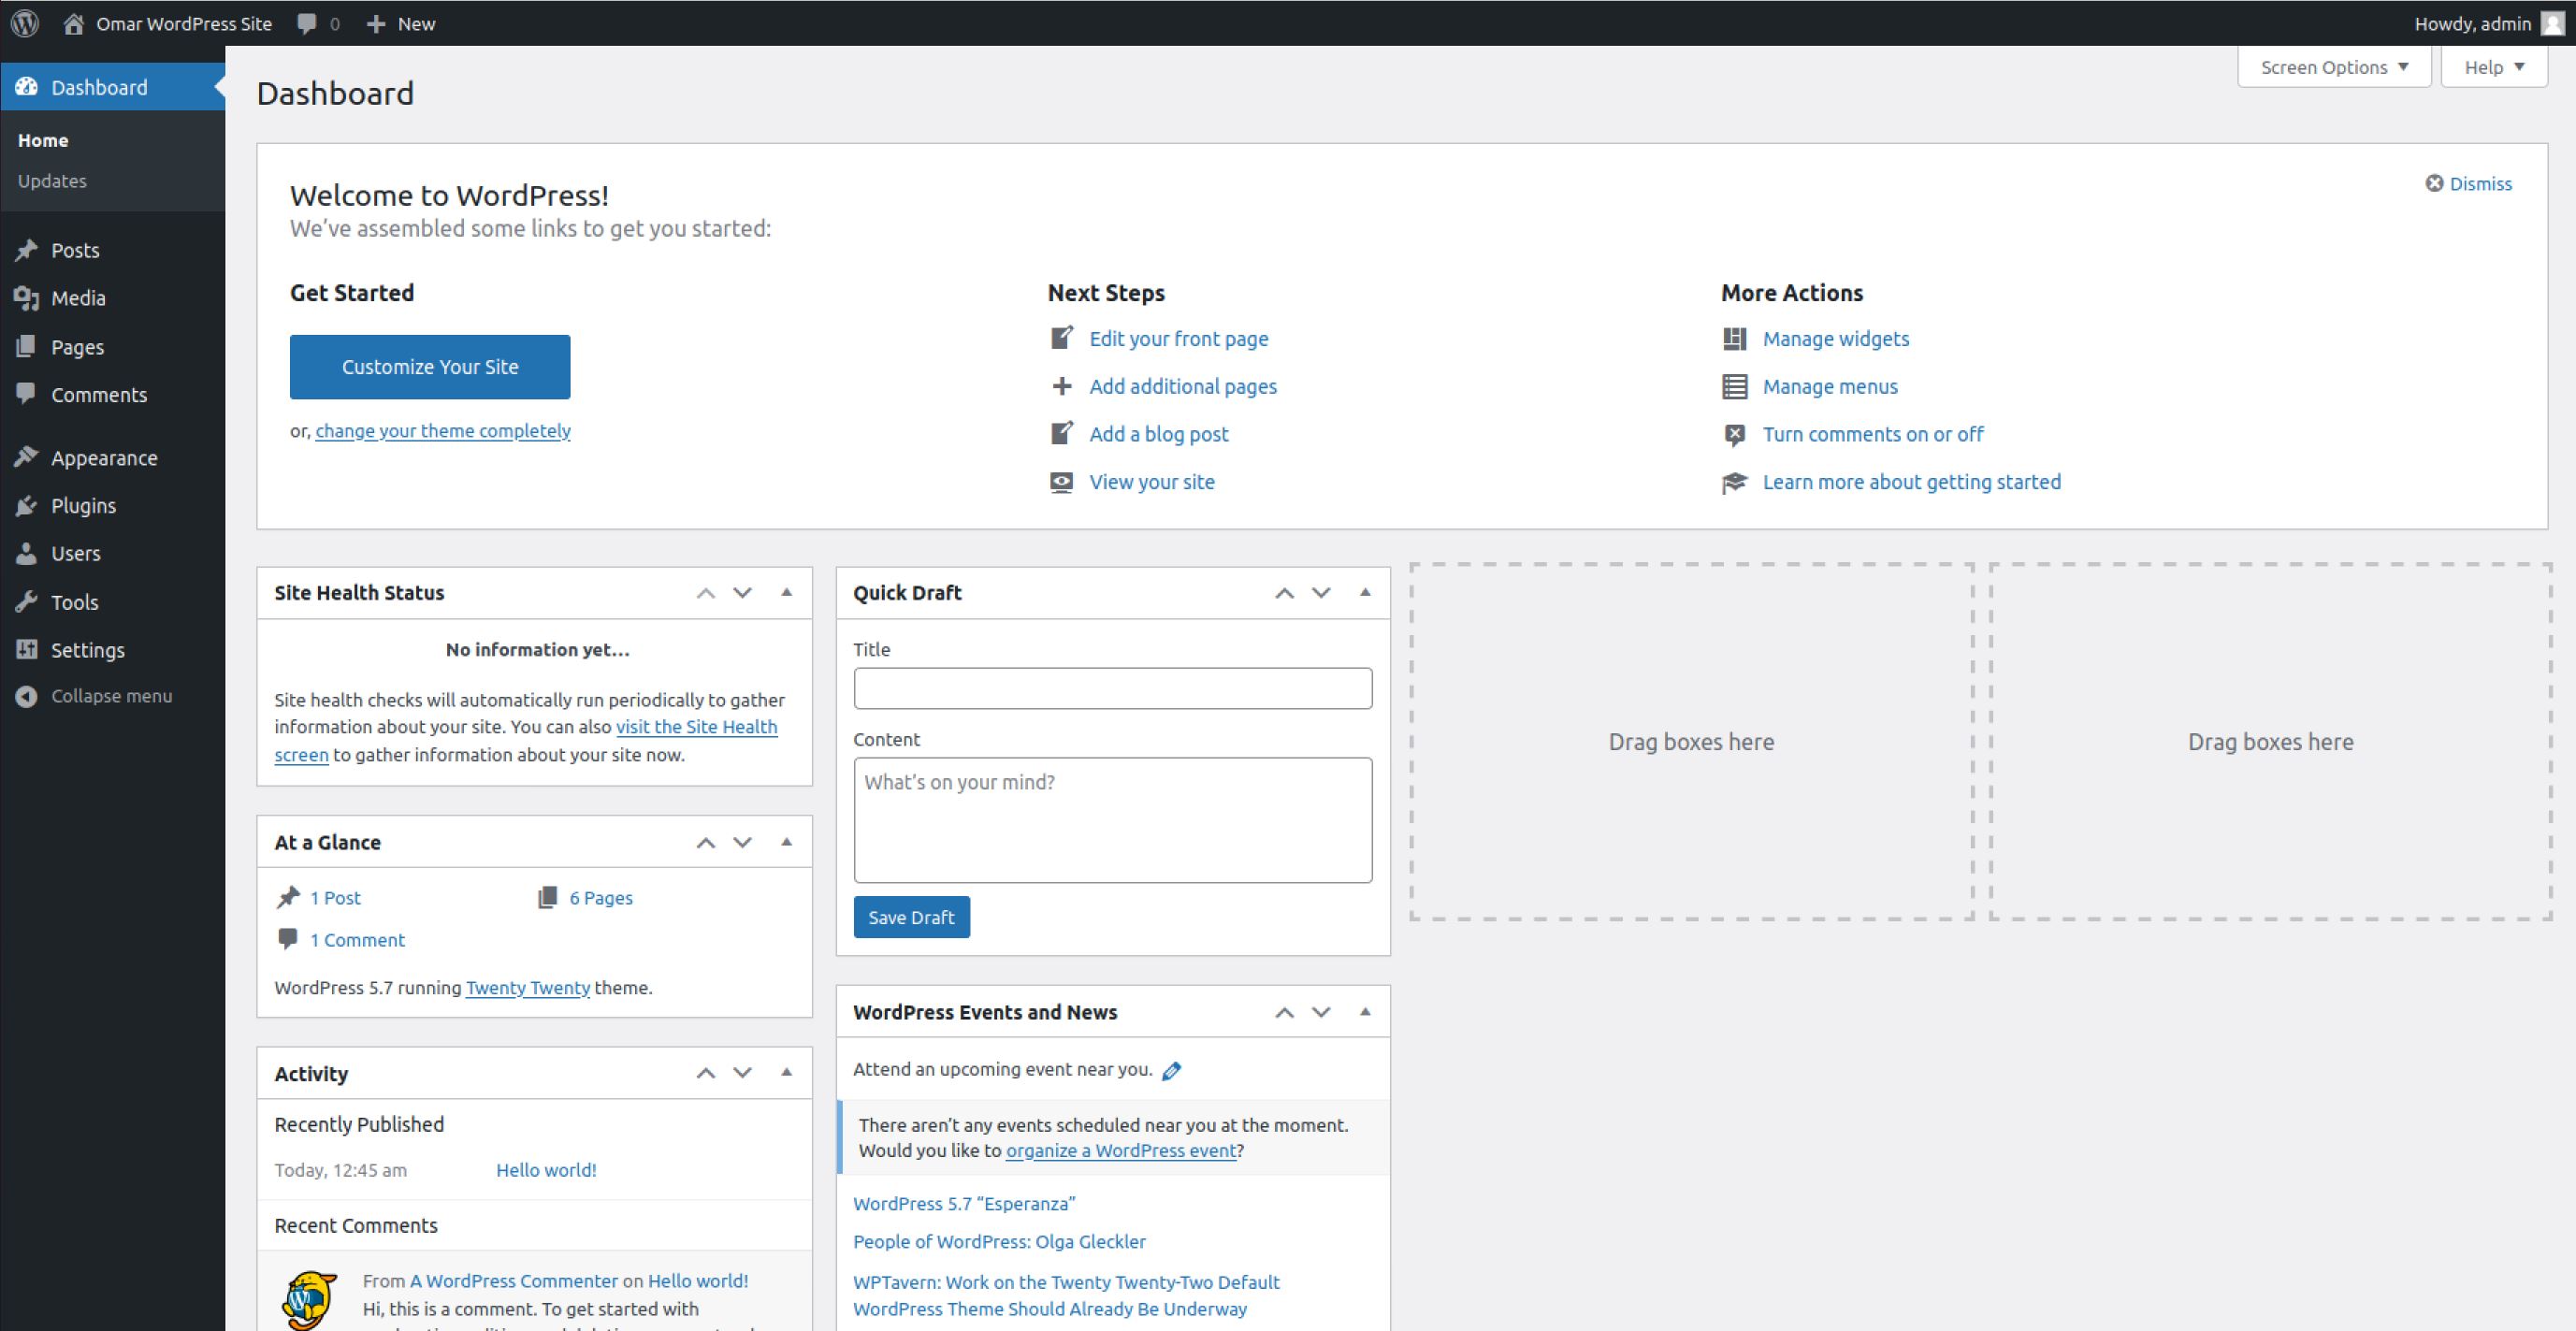 Omar WordPress Site 0 New Howdy, admin
Dashboard
Home
Updates
Posts
Media
Pages
Comments
Appearance
Plugins
Users
Tools
Settings
Collapse menu
Screen Options Help
Dashboard
Welcome to WordPress!
We’ve assembled some links to get you started:
Dismiss
Get Started
Customize Your Site
or, change your theme completely
Next Steps
Edit your front page
Add additional pages
Add a blog post
View your site
More Actions
Manage widgets
Manage menus
Turn comments on or off
Learn more about getting started
Site Health Status
No information yet…
Site health checks will automatically run periodically to gather
information about your site. You can also visit the Site Health
screen to gather information about your site now.
At a Glance
1 Post 6 Pages
1 Comment
WordPress 5.7 running Twenty Twenty theme.
Activity
Recently Published
Today, 12:45 am Hello world!
Recent Comments
From A WordPress Commenter on Hello world!
Hi, this is a comment. To get started with
Quick Draft
Title
Content
What’s on your mind?
Save Draft
WordPress Events and News
Attend an upcoming event near you.
There aren’t any events scheduled near you at the moment.
Would you like to organize a WordPress event?
WordPress 5.7 “Esperanza”
People of WordPress: Olga Gleckler
WPTavern: Work on the Twenty Twenty-Two Default
WordPress Theme Should Already Be Underway
Drag boxes here
Drag boxes here